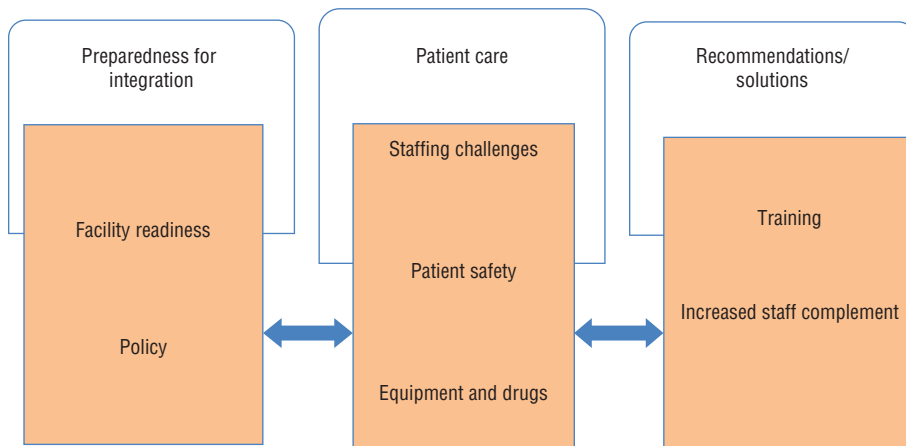 Preparedness for
integration
Facility readiness
Policy
Patient care
Staffing challenges
Patient safety
Equipment and drugs
Recommendations/
solutions
Training
Increased staff complement